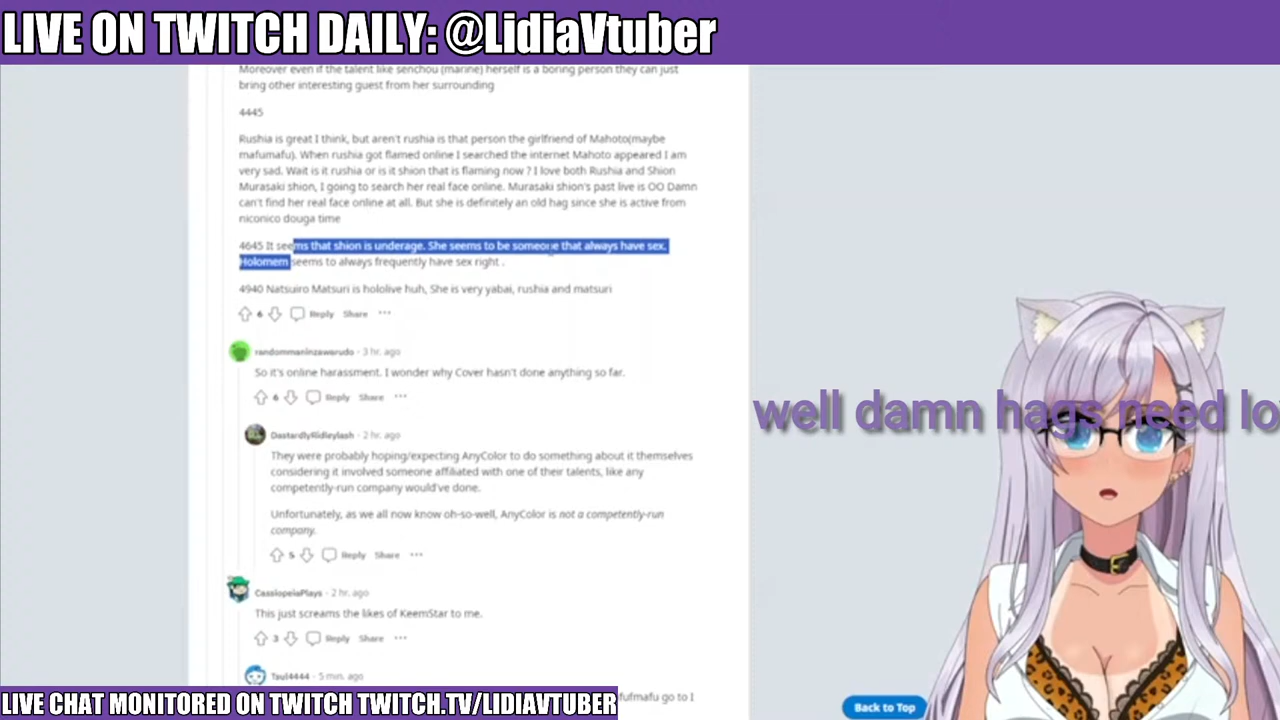 LIVE ON TWITCH DAILY: @LidiaVtuber
Moreover even if the talent like senchou (marine) herself is a boring person they can just
bring other interesting guest from her surrounding
4445
Rushia is great I think, but aren't rushia is that person the girlfriend of Mahoto(maybe
mafumafu). When rushia got flamed online I searched the internet Mahoto appeared I am
very sad. Wait is it rushia or is it shion that is flaming now ? I love both Rushia and Shion
Murasaki shion, I going to search her real face online. Murasaki shion's past live is OO Damn
can't find her real face online at all. But she is definitely an old hag since she is active from
niconico douga time
4645 It seems that shion is underage. She seems to be someone that always have sex.
Holomem seems to always frequently have sex right .
4940 Natsuiro Matsuri is hololive huh, She is very yabai, rushia and matsuri
6 Reply Share ...
randommaninzawarudo · 3 hr. ago
So it's online harassment. I wonder why Cover hasn't done anything so far.
6 Reply Share ...
well damn hags need lo
DastardlyRidleylash · 2 hr. ago
They were probably hoping/expecting AnyColor to do something about it themselves
considering it involved someone affiliated with one of their talents, like any
competently-run company would've done.
Unfortunately, as we all now know oh-so-well, AnyColor is not a competently-run
company.
5 Reply Share ...
CassiopeiaPlays · 2 hr. ago
This just screams the likes of KeemStar to me.
3 Reply Share ...
Taul4444 · 5 min. ago
fufmafu go to I
LIVE CHAT MONITORED ON TWITCH TWITCH.TV/LIDIAVTUBER
Back to Top